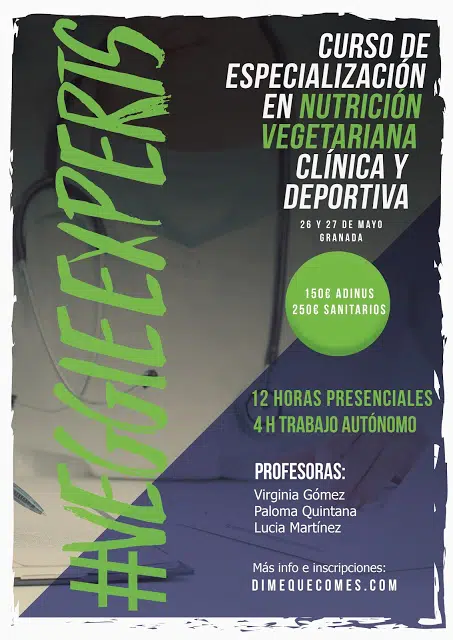 #VEGGIEEXPERTS
CURSO DE
ESPECIALIZACIÓN
EN NUTRICIÓN
VEGETARIANA
CLÍNICA Y
DEPORTIVA
26 Y 27 DE MAYO
GRANADA
150€ ADINUS
250€ SANITARIOS
12 HORAS PRESENCIALES
4 H TRABAJO AUTÓNOMO
PROFESORAS:
Virginia Gómez
Paloma Quintana
Lucia Martínez
Más info e inscripciones:
DIMEQUECOMES.COM